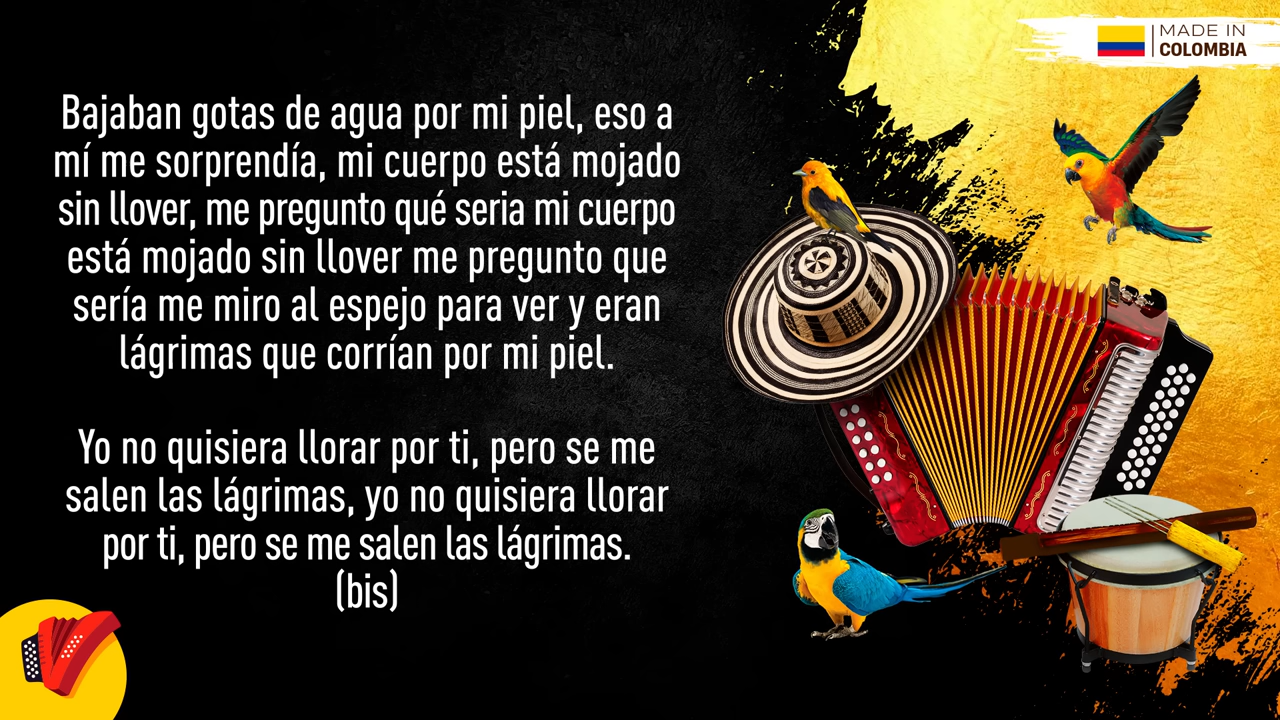 MADE IN
COLOMBIA
Bajaban gotas de agua por mi piel, eso a
mí me sorprendía, mi cuerpo está mojado
sin llover, me pregunto qué seria mi cuerpo
está mojado sin llover me pregunto que
sería me miro al espejo para ver y eran
lágrimas que corrían por mi piel.
Yo no quisiera llorar por ti, pero se me
salen las lágrimas, yo no quisiera llorar
por ti, pero se me salen las lágrimas.
(bis)